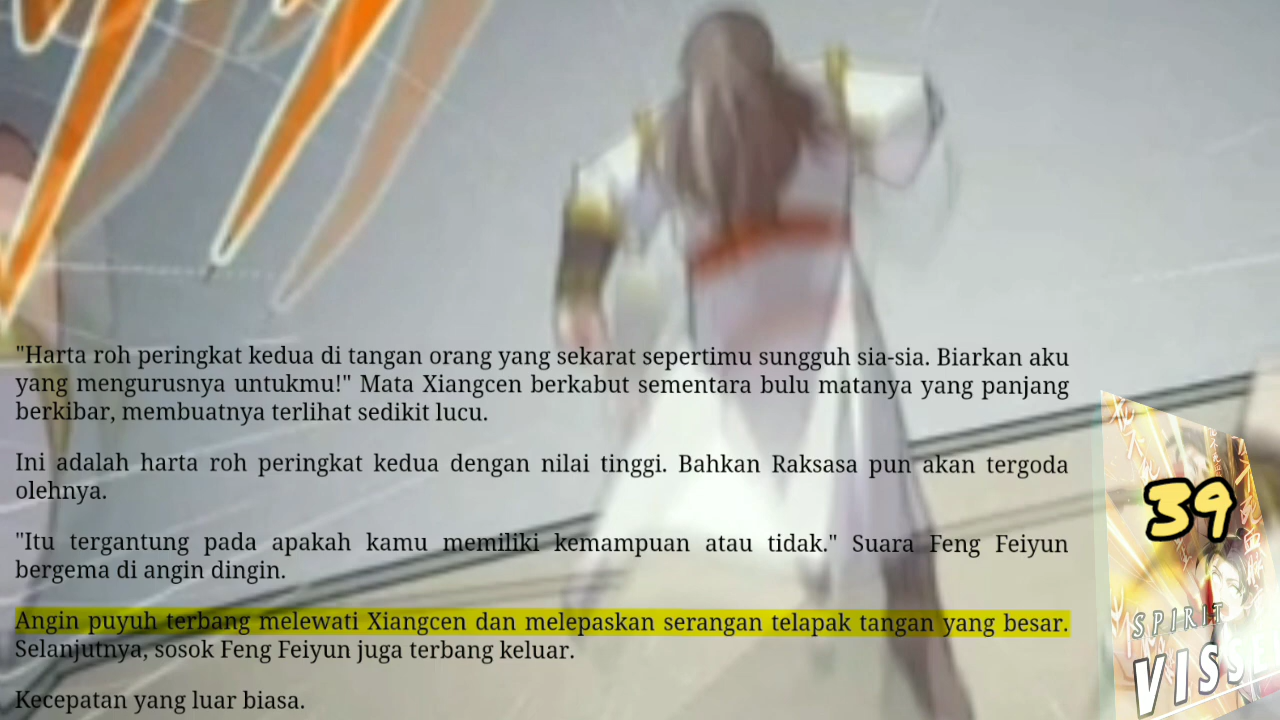 "Harta roh peringkat kedua di tangan orang yang sekarat sepertimu sungguh sia-sia. Biarkan aku
yang mengurusnya untukmu!" Mata Xiangcen berkabut sementara bulu matanya yang panjang
berkibar, membuatnya terlihat sedikit lucu.
Ini adalah harta roh peringkat kedua dengan nilai tinggi. Bahkan Raksasa pun akan tergoda
olehnya.
"Itu tergantung pada apakah kamu memiliki kemampuan atau tidak." Suara Feng Feiyun
bergema di angin dingin.
Angin puyuh terbang melewati Xiangcen dan melepaskan serangan telapak tangan yang besar.
Selanjutnya, sosok Feng Feiyun juga terbang keluar.
Kecepatan yang luar biasa.
39
SPIRIT
VISSE